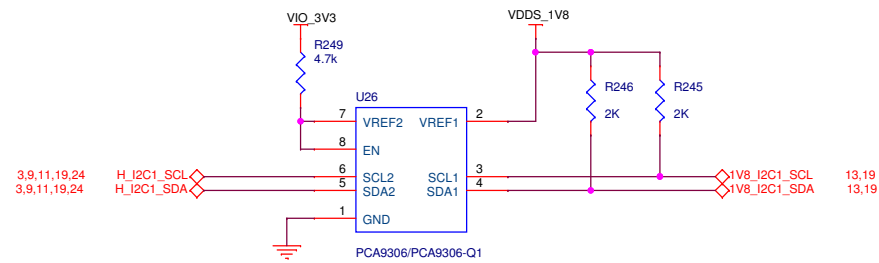 VIO_3V3
VDDS_1V8
R249
4.7k
R246
2K
R245
2K
U26
7 VREF2 VREF1 2
8 EN
3,9,11,19,24 H_I2C1_SCL 6 SCL2 SCL1 3 1V8_I2C1_SCL 13,19
3,9,11,19,24 H_I2C1_SDA 5 SDA2 SDA1 4 1V8_I2C1_SDA 13,19
1 GND
PCA9306/PCA9306-Q1